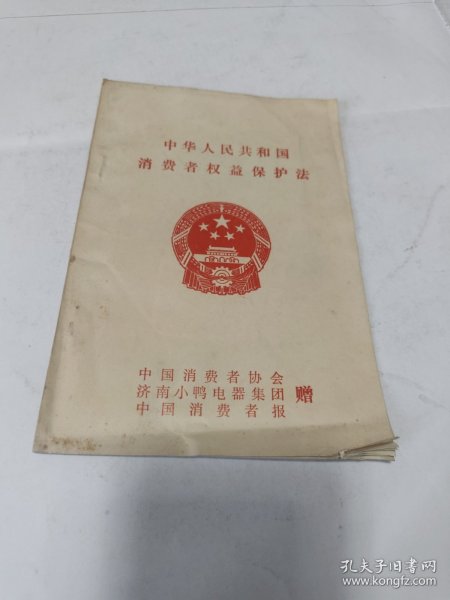 中华人民共和国
消费者权益保护法
中国消费者协会
济南小鸭电器集团 赠
中国消费者报
孔夫子旧书网
www.kongfz.com